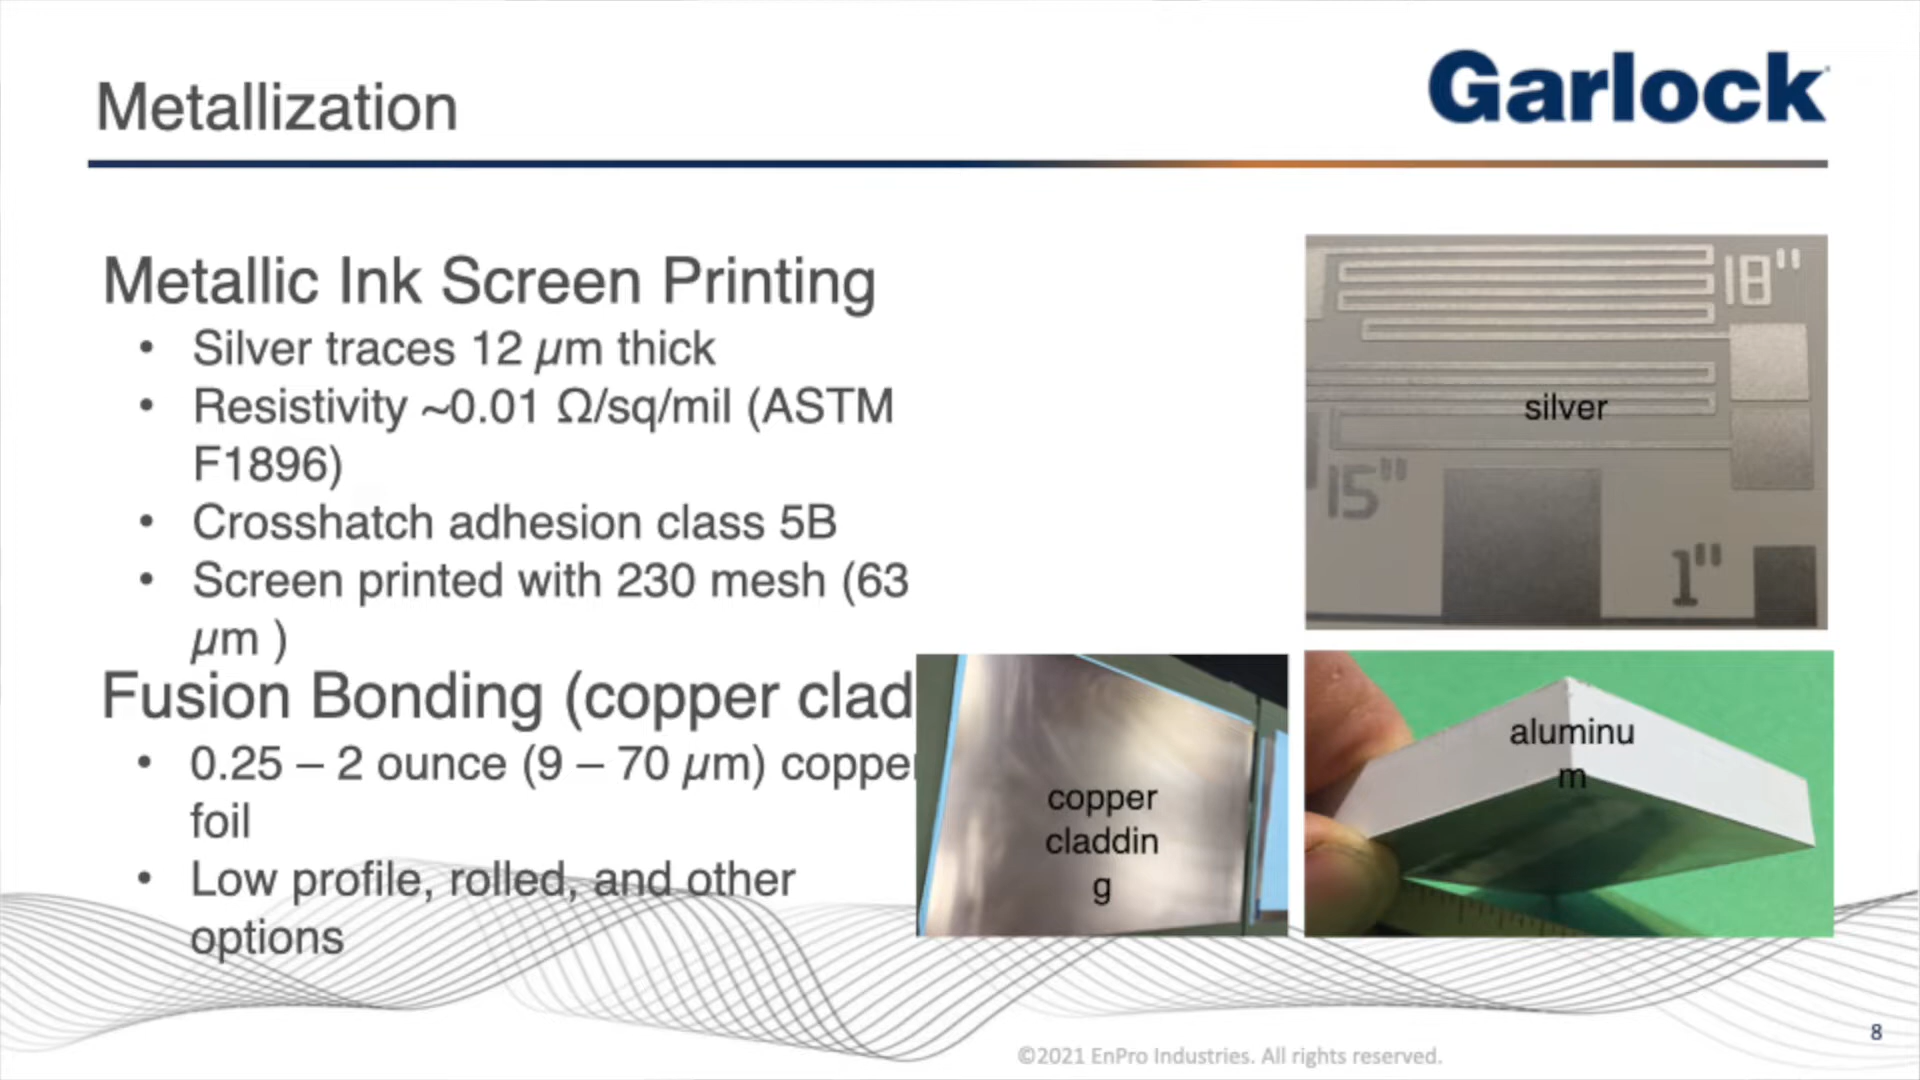 Metallization
Garlock
Metallic Ink Screen Printing
• Silver traces 12 µm thick
• Resistivity ~0.01 Ω/sq/mil (ASTM
F1896)
• Crosshatch adhesion class 5B
• Screen printed with 230 mesh (63
µm )
Fusion Bonding (copper clad
• 0.25 – 2 ounce (9 – 70 µm) copper
foil
• Low profile, rolled, and other
options
18"
silver
15"
1"
copper
claddin
g
aluminu
m
©2021 EnPro Industries. All rights reserved.
8